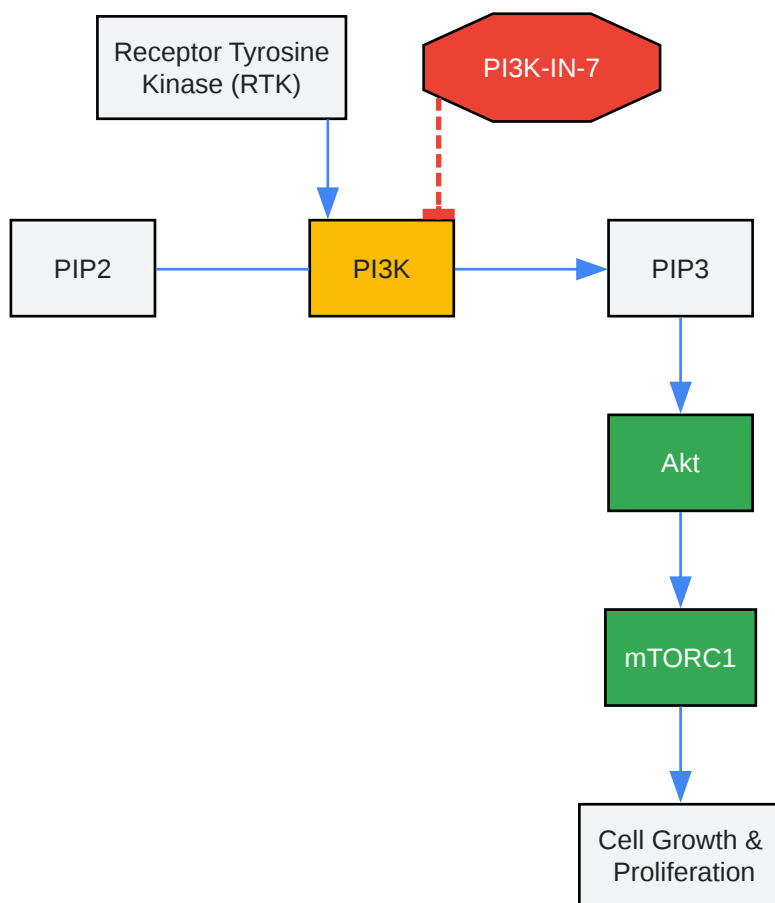 Receptor Tyrosine
Kinase (RTK)
PI3K-IN-7
PIP2
PI3K
PIP3
Akt
mTORC1
Cell Growth &
Proliferation